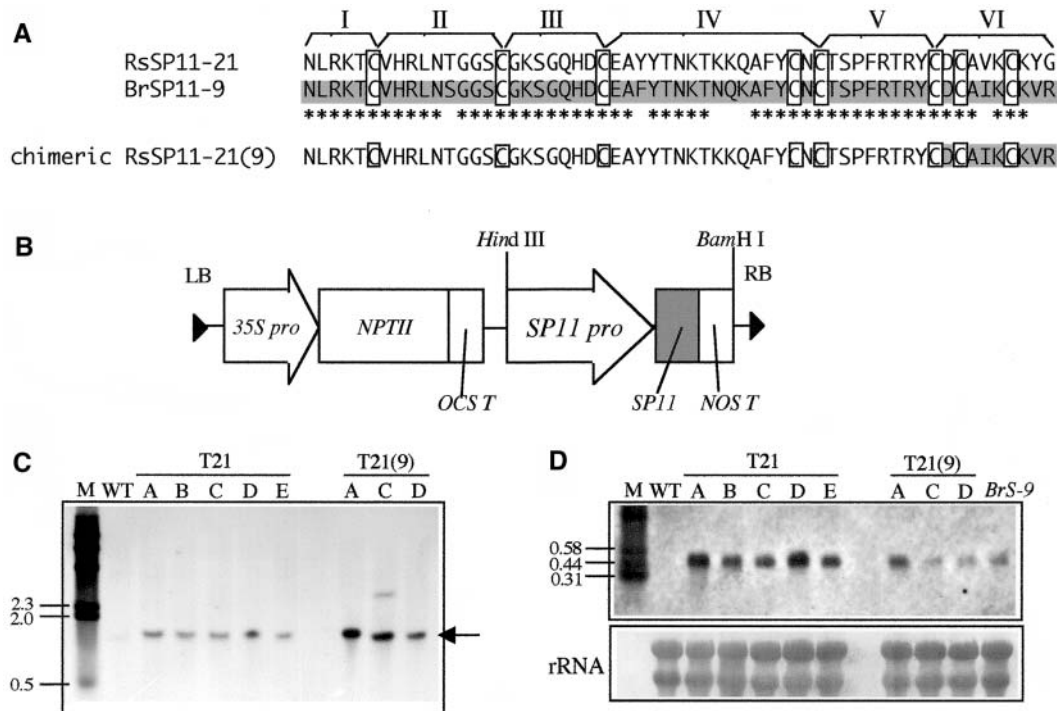 A
I II III IV V VI
RsSP11-21 NLRKTCVHRLNTGGSCGKSGQHDCEAYYTNKTKKQAFYCNCTSPFRTRYCDCAVKCKYG
BrSP11-9 NLRKTCVHRLNSGGSCGKSGQHDCEAFYTNKTNQKAFYCNCTSPFRTRYCDCAIKCKVR
*********** ***************** ***** ****************** ***
chimeric RsSP11-21(9) NLRKTCVHRLNTGGSCGKSGQHDCEAYYTNKTKKQAFYCNCTSPFRTRYCDCAIKCKVR
B
Hind III BamH I
LB RB
35S pro NPTII SP11 pro
OCS T SP11 NOS T
C
T21 T21(9)
M WT A B C D E A C D
2.3
2.0
0.5
D
T21 T21(9)
M WT A B C D E A C D BrS-9
0.58
0.44
0.31
rRNA